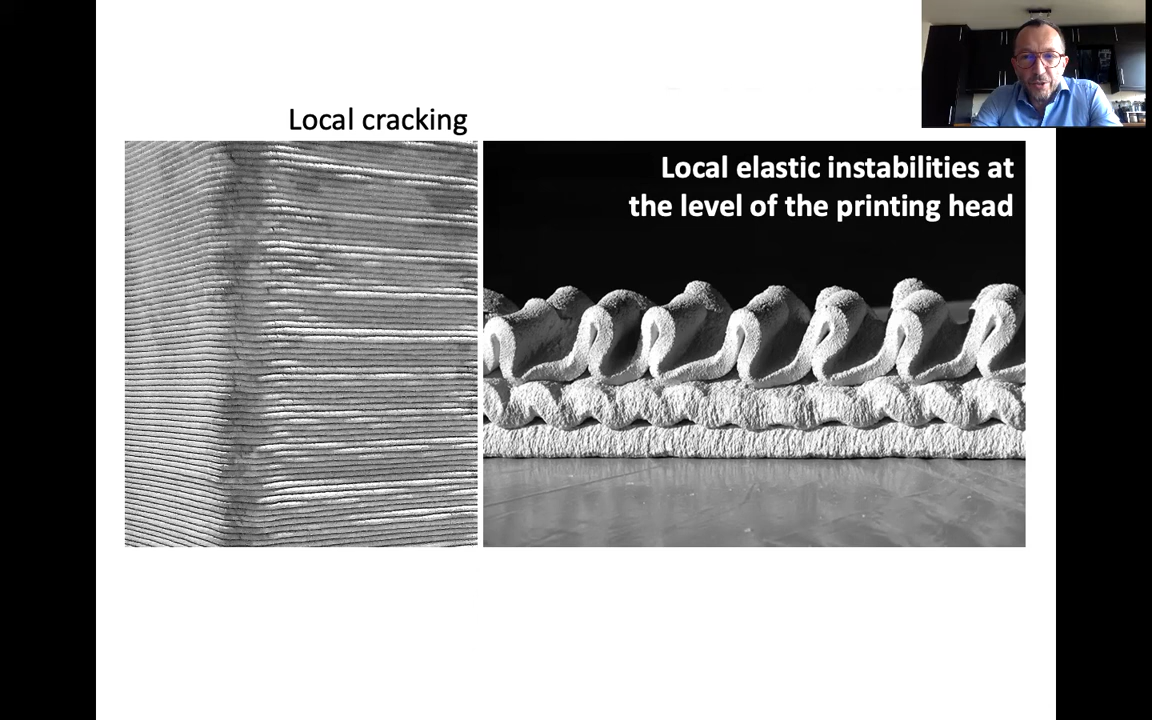 Local cracking
Local elastic instabilities at
the level of the printing head